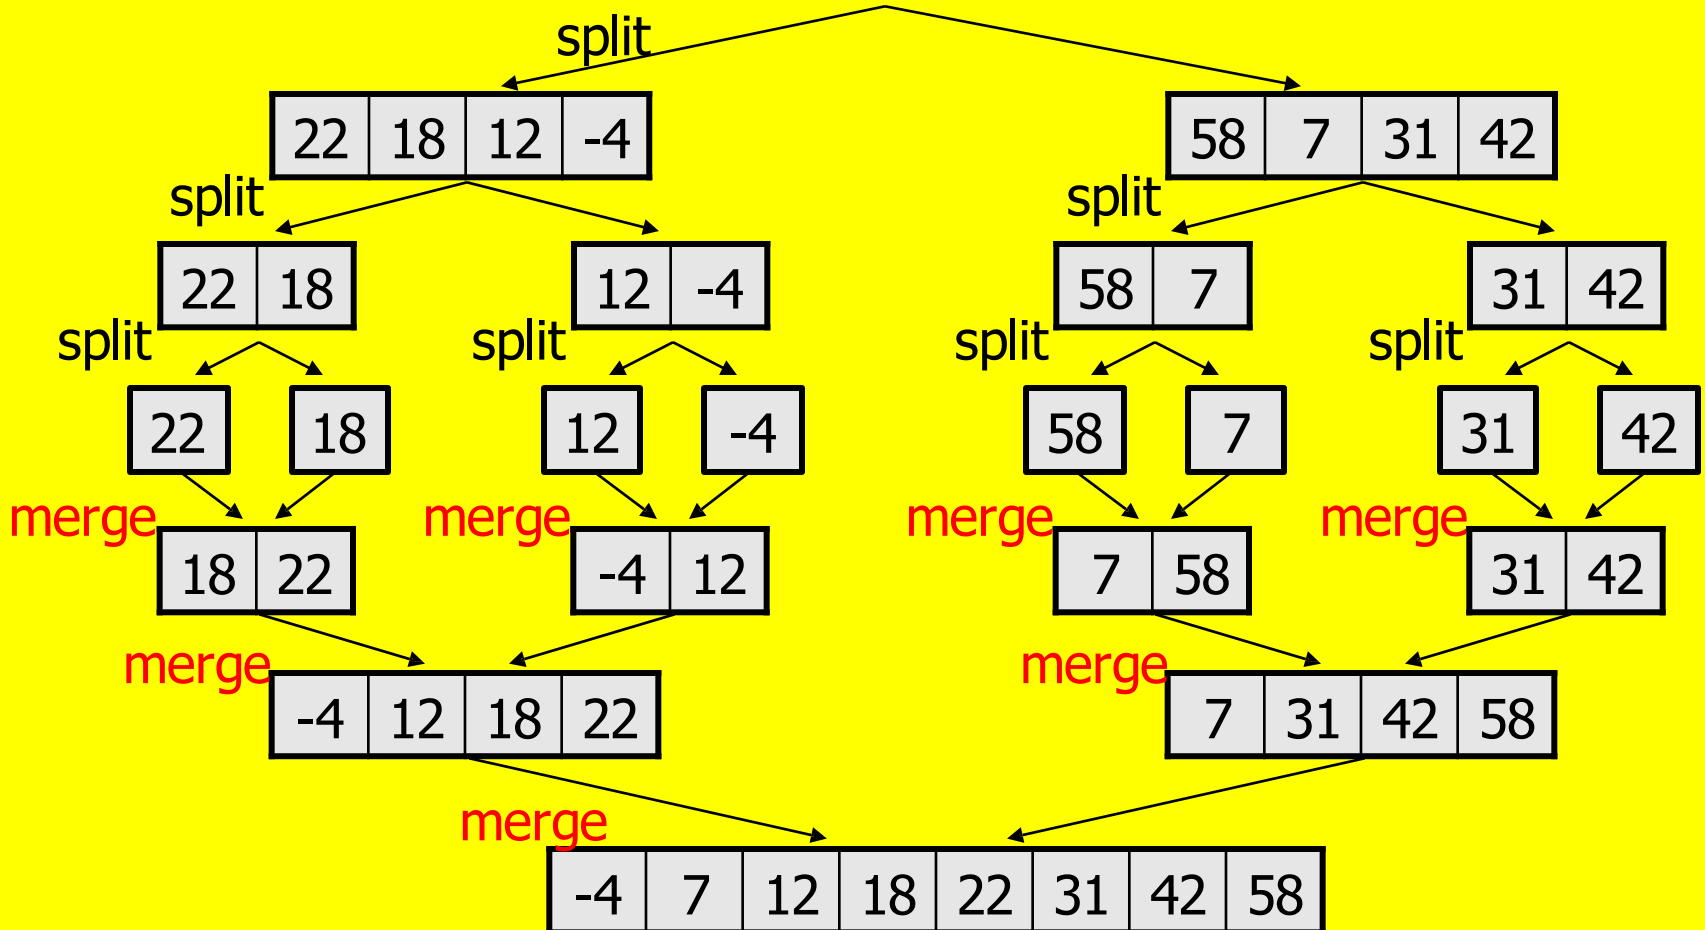 split
22 18 12 -4 58 7 31 42
split split
22 18 12 -4 58 7 31 42
split split split split
22 18 12 -4 58 7 31 42
merge merge merge merge
18 22 -4 12 7 58 31 42
merge merge
-4 12 18 22 7 31 42 58
merge
-4 7 12 18 22 31 42 58